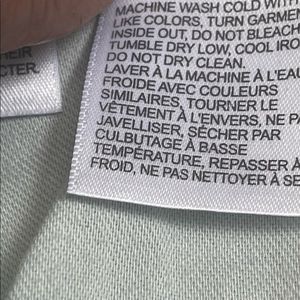 HEIR
CTER.
MACHINE WASH COLD WITH
LIKE COLORS, TURN GARMEN
INSIDE OUT, DO NOT BLEACH
TUMBLE DRY LOW, COOL IRO
DO NOT DRY CLEAN.
LAVER À LA MACHINE À L'EAU
FROIDE AVEC COULEURS
SIMILAIRES, TOURNER LE
VÊTEMENT À L'ENVERS, NE PA
JAVELLISER, SÉCHER PAR
CULBUTAGE À BASSE
TEMPÉRATURE, REPASSER À
FROID, NE PAS NETTOYER À SE